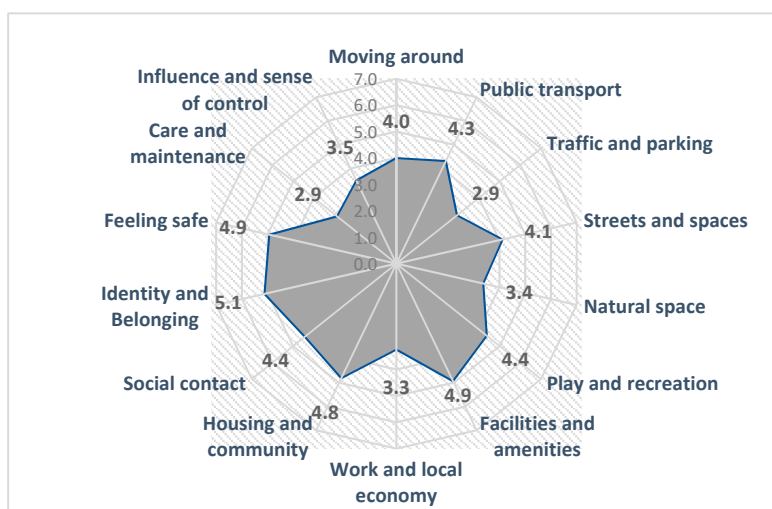 Moving around
Public transport
Traffic and parking
Streets and spaces
Natural space
Play and recreation
Facilities and
amenities
Work and local
economy
Housing and
community
Social contact
Identity and
Belonging
Feeling safe
Care and
maintenance
Influence and sense
of control
7.0
6.0
5.0
4.0
3.0
2.0
1.0
0.0
4.0
4.3
2.9
4.1
3.4
4.4
4.9
3.3
4.8
4.4
5.1
4.9
2.9
3.5